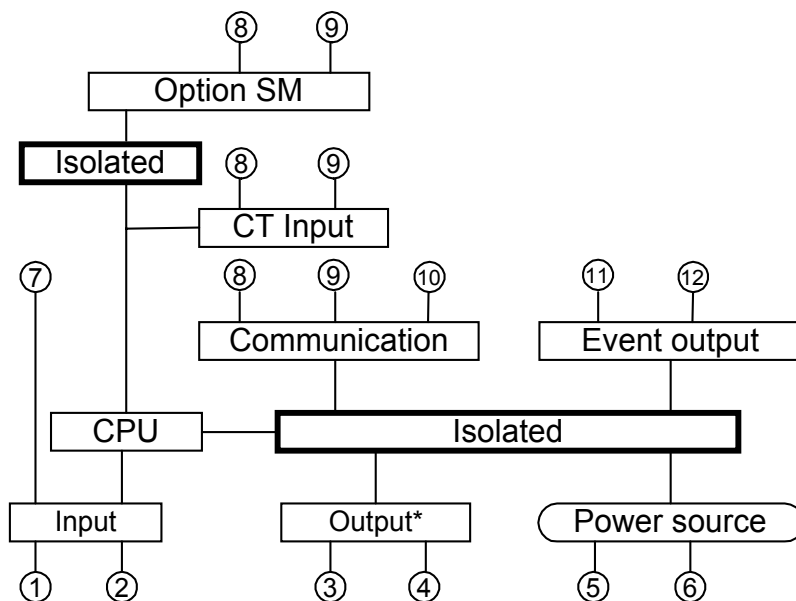 8 9
Option SM
Isolated
8 9
CT Input
7
8 9 10
11 12
Communication
Event output
CPU
Isolated
Input
Output*
Power source
1 2
3 4
5 6